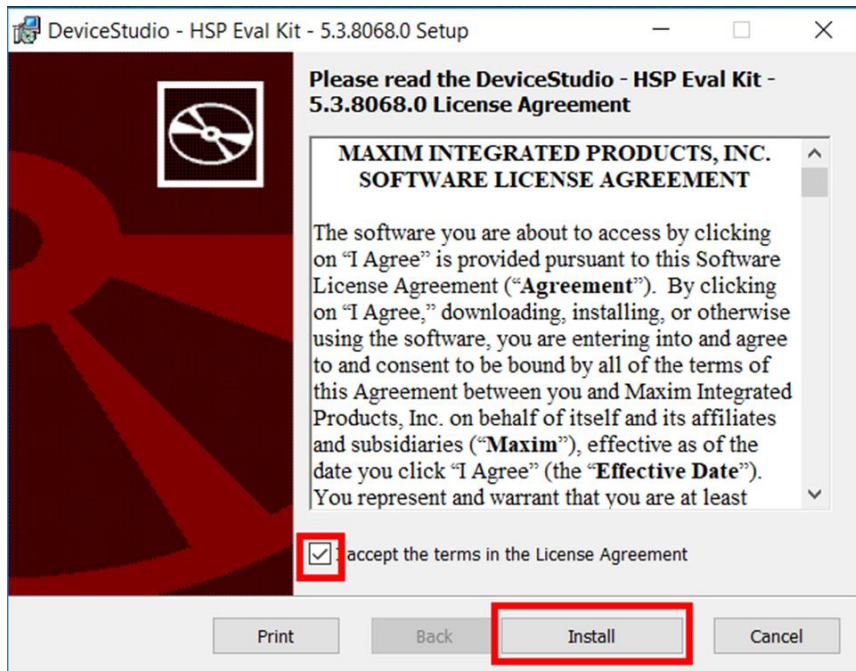 DeviceStudio - HSP Eval Kit - 5.3.8068.0 Setup
Please read the DeviceStudio - HSP Eval Kit -
5.3.8068.0 License Agreement
MAXIM INTEGRATED PRODUCTS, INC.
SOFTWARE LICENSE AGREEMENT
The software you are about to access by clicking
on “I Agree” is provided pursuant to this Software
License Agreement (“Agreement”). By clicking
on “I Agree,” downloading, installing, or otherwise
using the software, you are entering into and agree
to and consent to be bound by all of the terms of
this Agreement between you and Maxim Integrated
Products, Inc. on behalf of itself and its affiliates
and subsidiaries (“Maxim”), effective as of the
date you click “I Agree” (the “Effective Date”).
You represent and warrant that you are at least
I accept the terms in the License Agreement
Print
Back
Install
Cancel